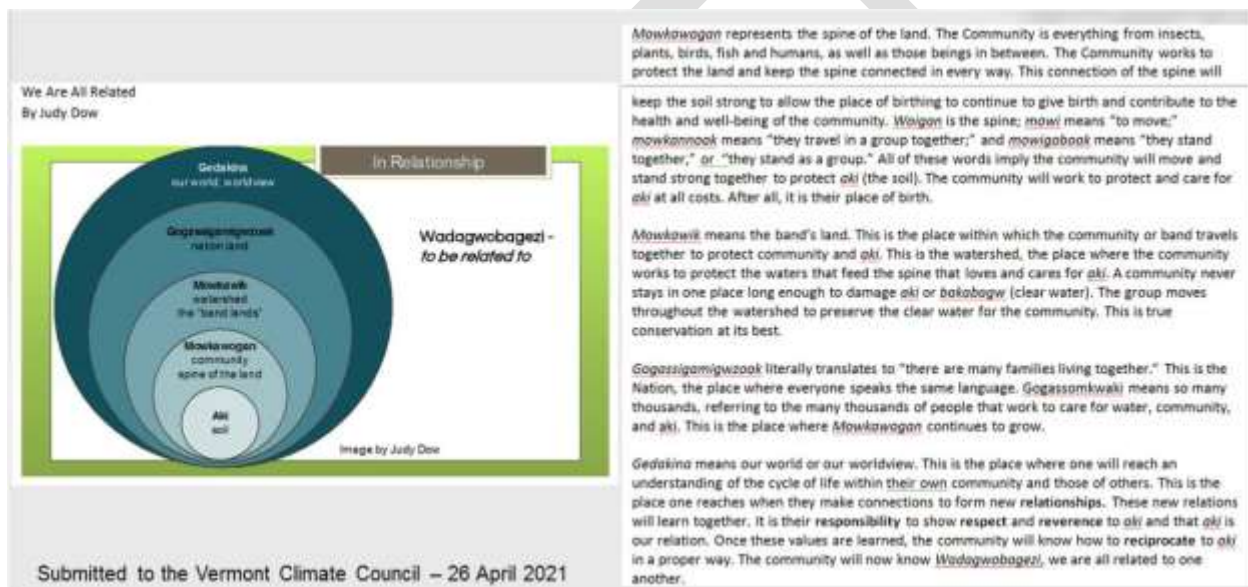 We Are All Related
By Judy Dow
In Relationship
Gedakina
our world, worldview
Gogassigamigwzook
nation land
Mowkawik
watershed
the 'band lands'
Mowkawogan
community
spine of the land
Aki
soil
Wadagwobagezi -
to be related to
Image by Judy Dow
Submitted to the Vermont Climate Council – 26 April 2021
Mowkawogan represents the spine of the land. The Community is everything from insects,
plants, birds, fish and humans, as well as those beings in between. The Community works to
protect the land and keep the spine connected in every way. This connection of the spine will
keep the soil strong to allow the place of birthing to continue to give birth and contribute to the
health and well-being of the community. Woigan is the spine; mawi means "to move;"
mowkannook means "they travel in a group together;" and mowigabook means "they stand
together," or "they stand as a group." All of these words imply the community will move and
stand strong together to protect aki (the soil). The community will work to protect and care for
aki at all costs. After all, it is their place of birth.
Mowkawik means the band's land. This is the place within which the community or band travels
together to protect community and aki. This is the watershed, the place where the community
works to protect the waters that feed the spine that loves and cares for aki. A community never
stays in one place long enough to damage aki or bakabagw (clear water). The group moves
throughout the watershed to preserve the clear water for the community. This is true
conservation at its best.
Gogassigamigwzook literally translates to "there are many families living together." This is the
Nation, the place where everyone speaks the same language. Gogassomkwaki means so many
thousands, referring to the many thousands of people that work to care for water, community,
and aki. This is the place where Mowkawogan continues to grow.
Gedakina means our world or our worldview. This is the place where one will reach an
understanding of the cycle of life within their own community and those of others. This is the
place one reaches when they make connections to form new relationships. These new relations
will learn together. It is their responsibility to show respect and reverence to aki and that aki is
our relation. Once these values are learned, the community will know how to reciprocate to aki
in a proper way. The community will now know Wadagwobagezi, we are all related to one
another.